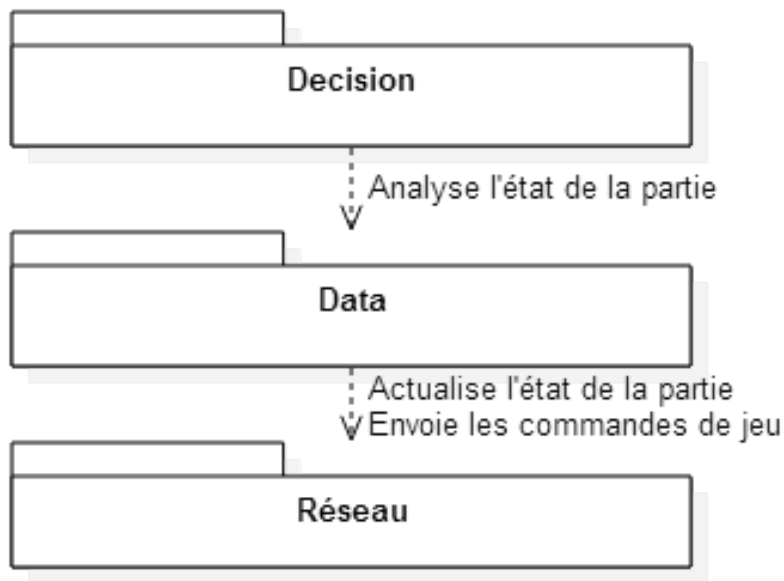 Decision
Analyse l'état de la partie
Data
Actualise l'état de la partie
Envoie les commandes de jeu
Réseau